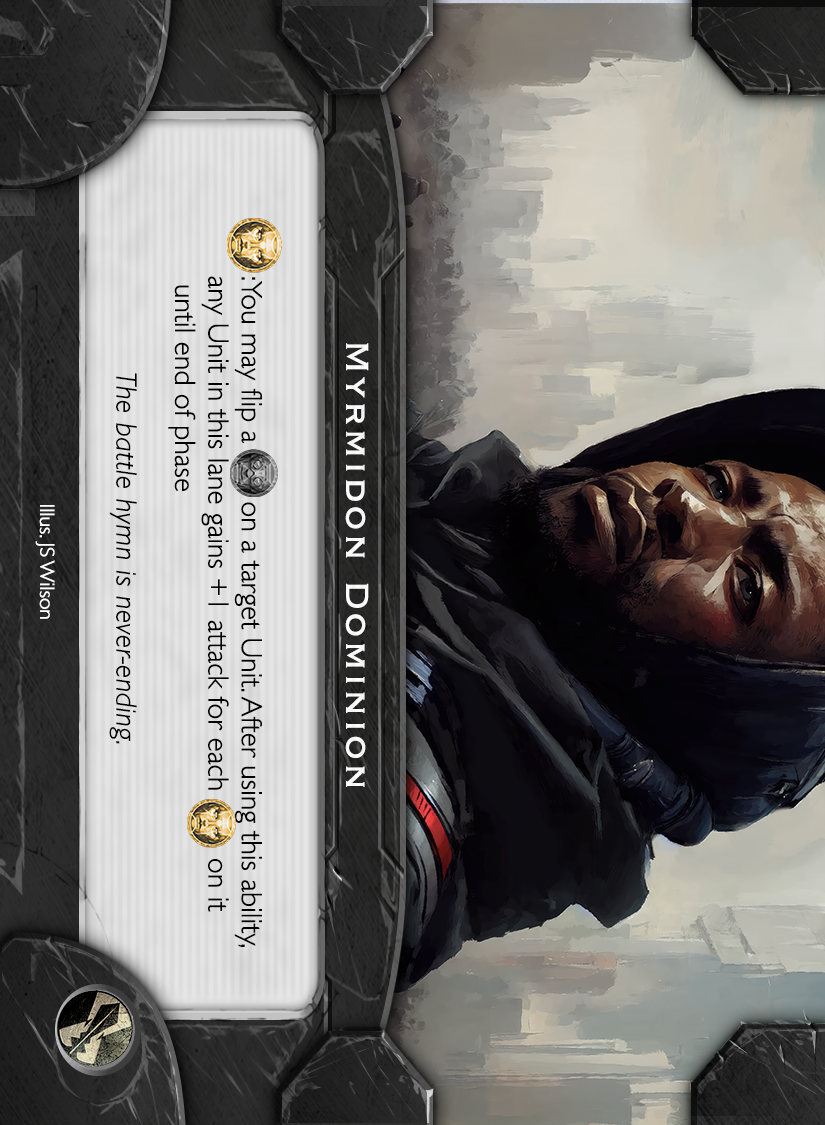 MYRMIDON DOMINION
:You may flip a on a target Unit. After using this ability,
any Unit in this lane gains +1 attack for each on it
until end of phase
The battle hymn is never-ending.
Illus. JS Wilson